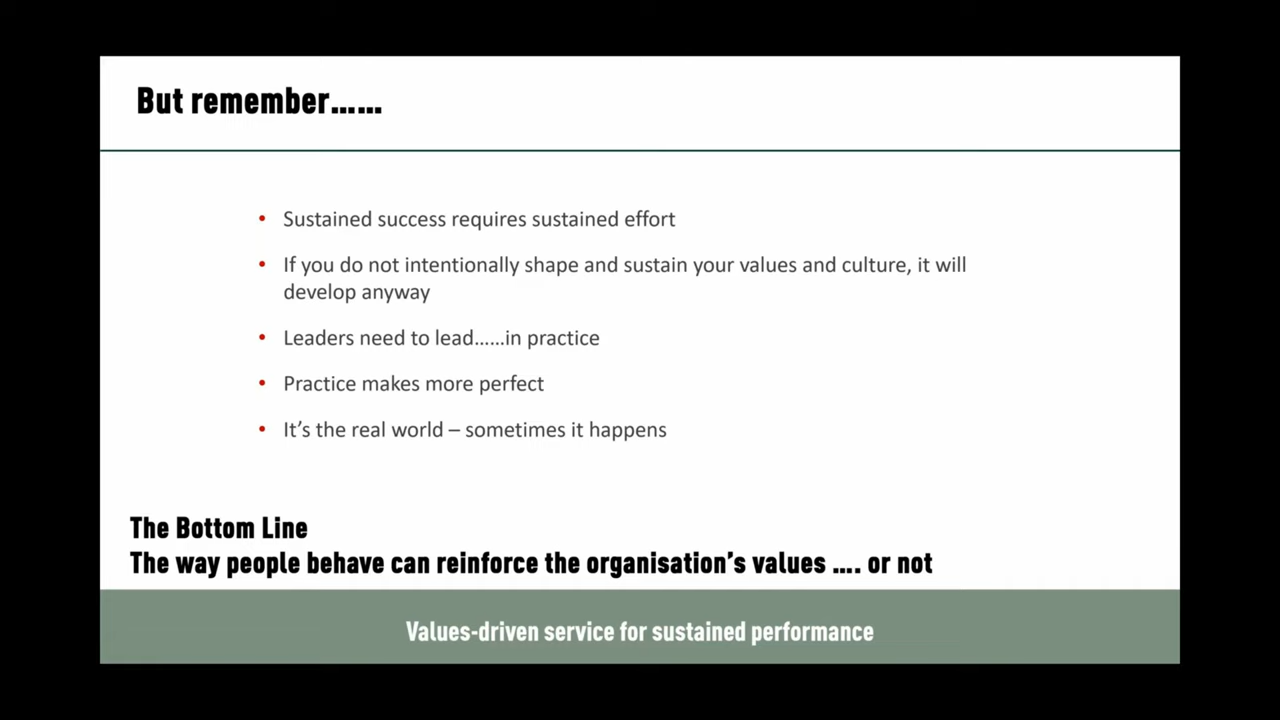 But remember......
• Sustained success requires sustained effort
• If you do not intentionally shape and sustain your values and culture, it will
develop anyway
• Leaders need to lead......in practice
• Practice makes more perfect
• It’s the real world – sometimes it happens
The Bottom Line
The way people behave can reinforce the organisation’s values .... or not
Values-driven service for sustained performance